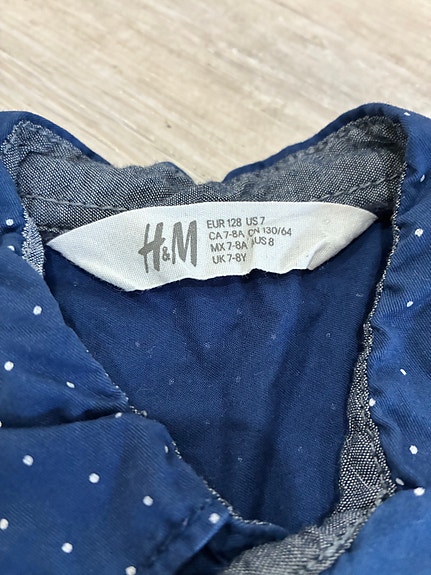 H&M
EUR 128 US 7
CA 7-8A CN 130/64
MX 7-8A AUS 8
UK 7-8Y